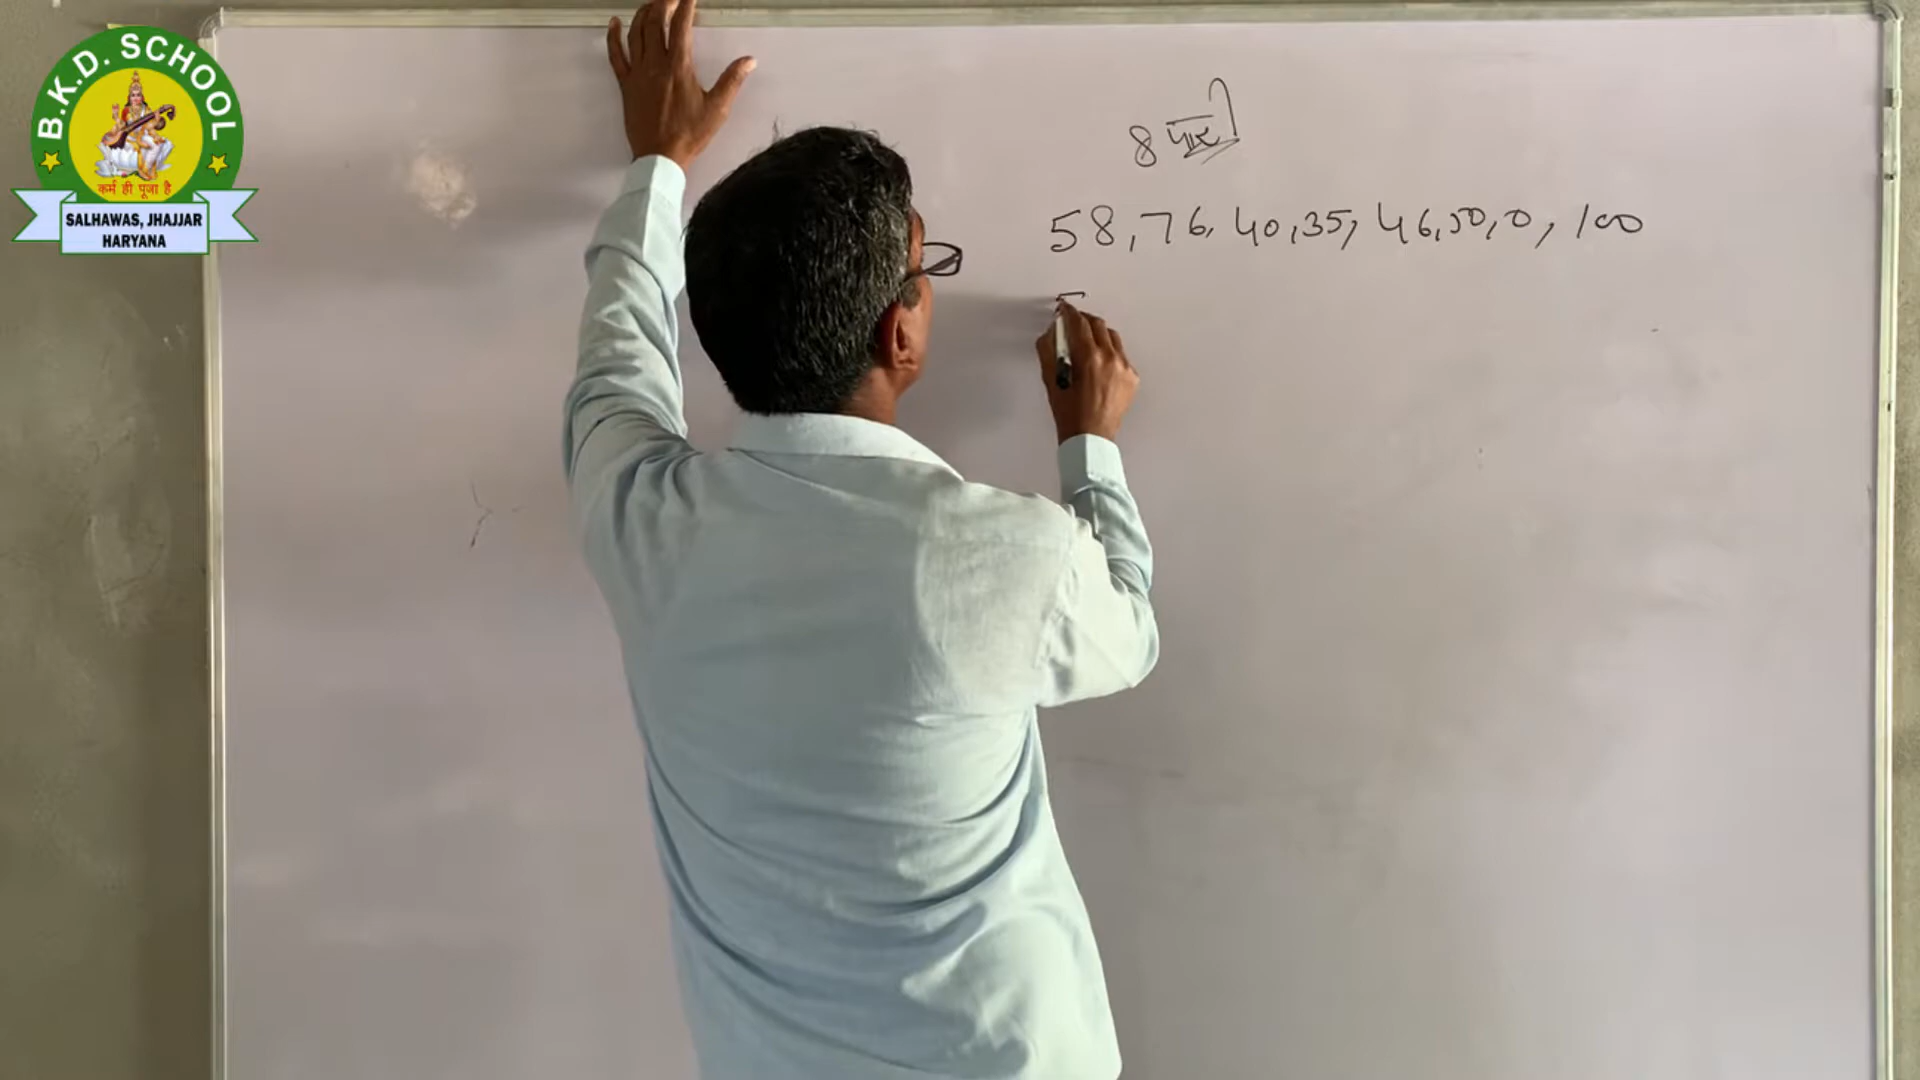 B.K.D. SCHOOL
कर्म ही पूजा है
SALHAWAS, JHAJJAR
HARYANA
8 पारी
58, 76, 40, 35, 46, 50, 0, 100